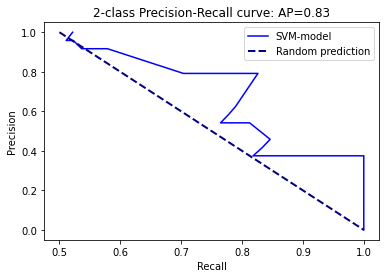 2-class Precision-Recall curve: AP=0.83
SVM-model
Random prediction
Precision
1.0
0.8
0.6
0.4
0.2
0.0
0.5 0.6 0.7 0.8 0.9 1.0
Recall